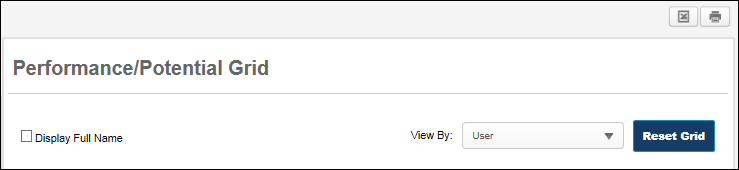 Performance/Potential Grid
Display Full Name View By: User Reset Grid